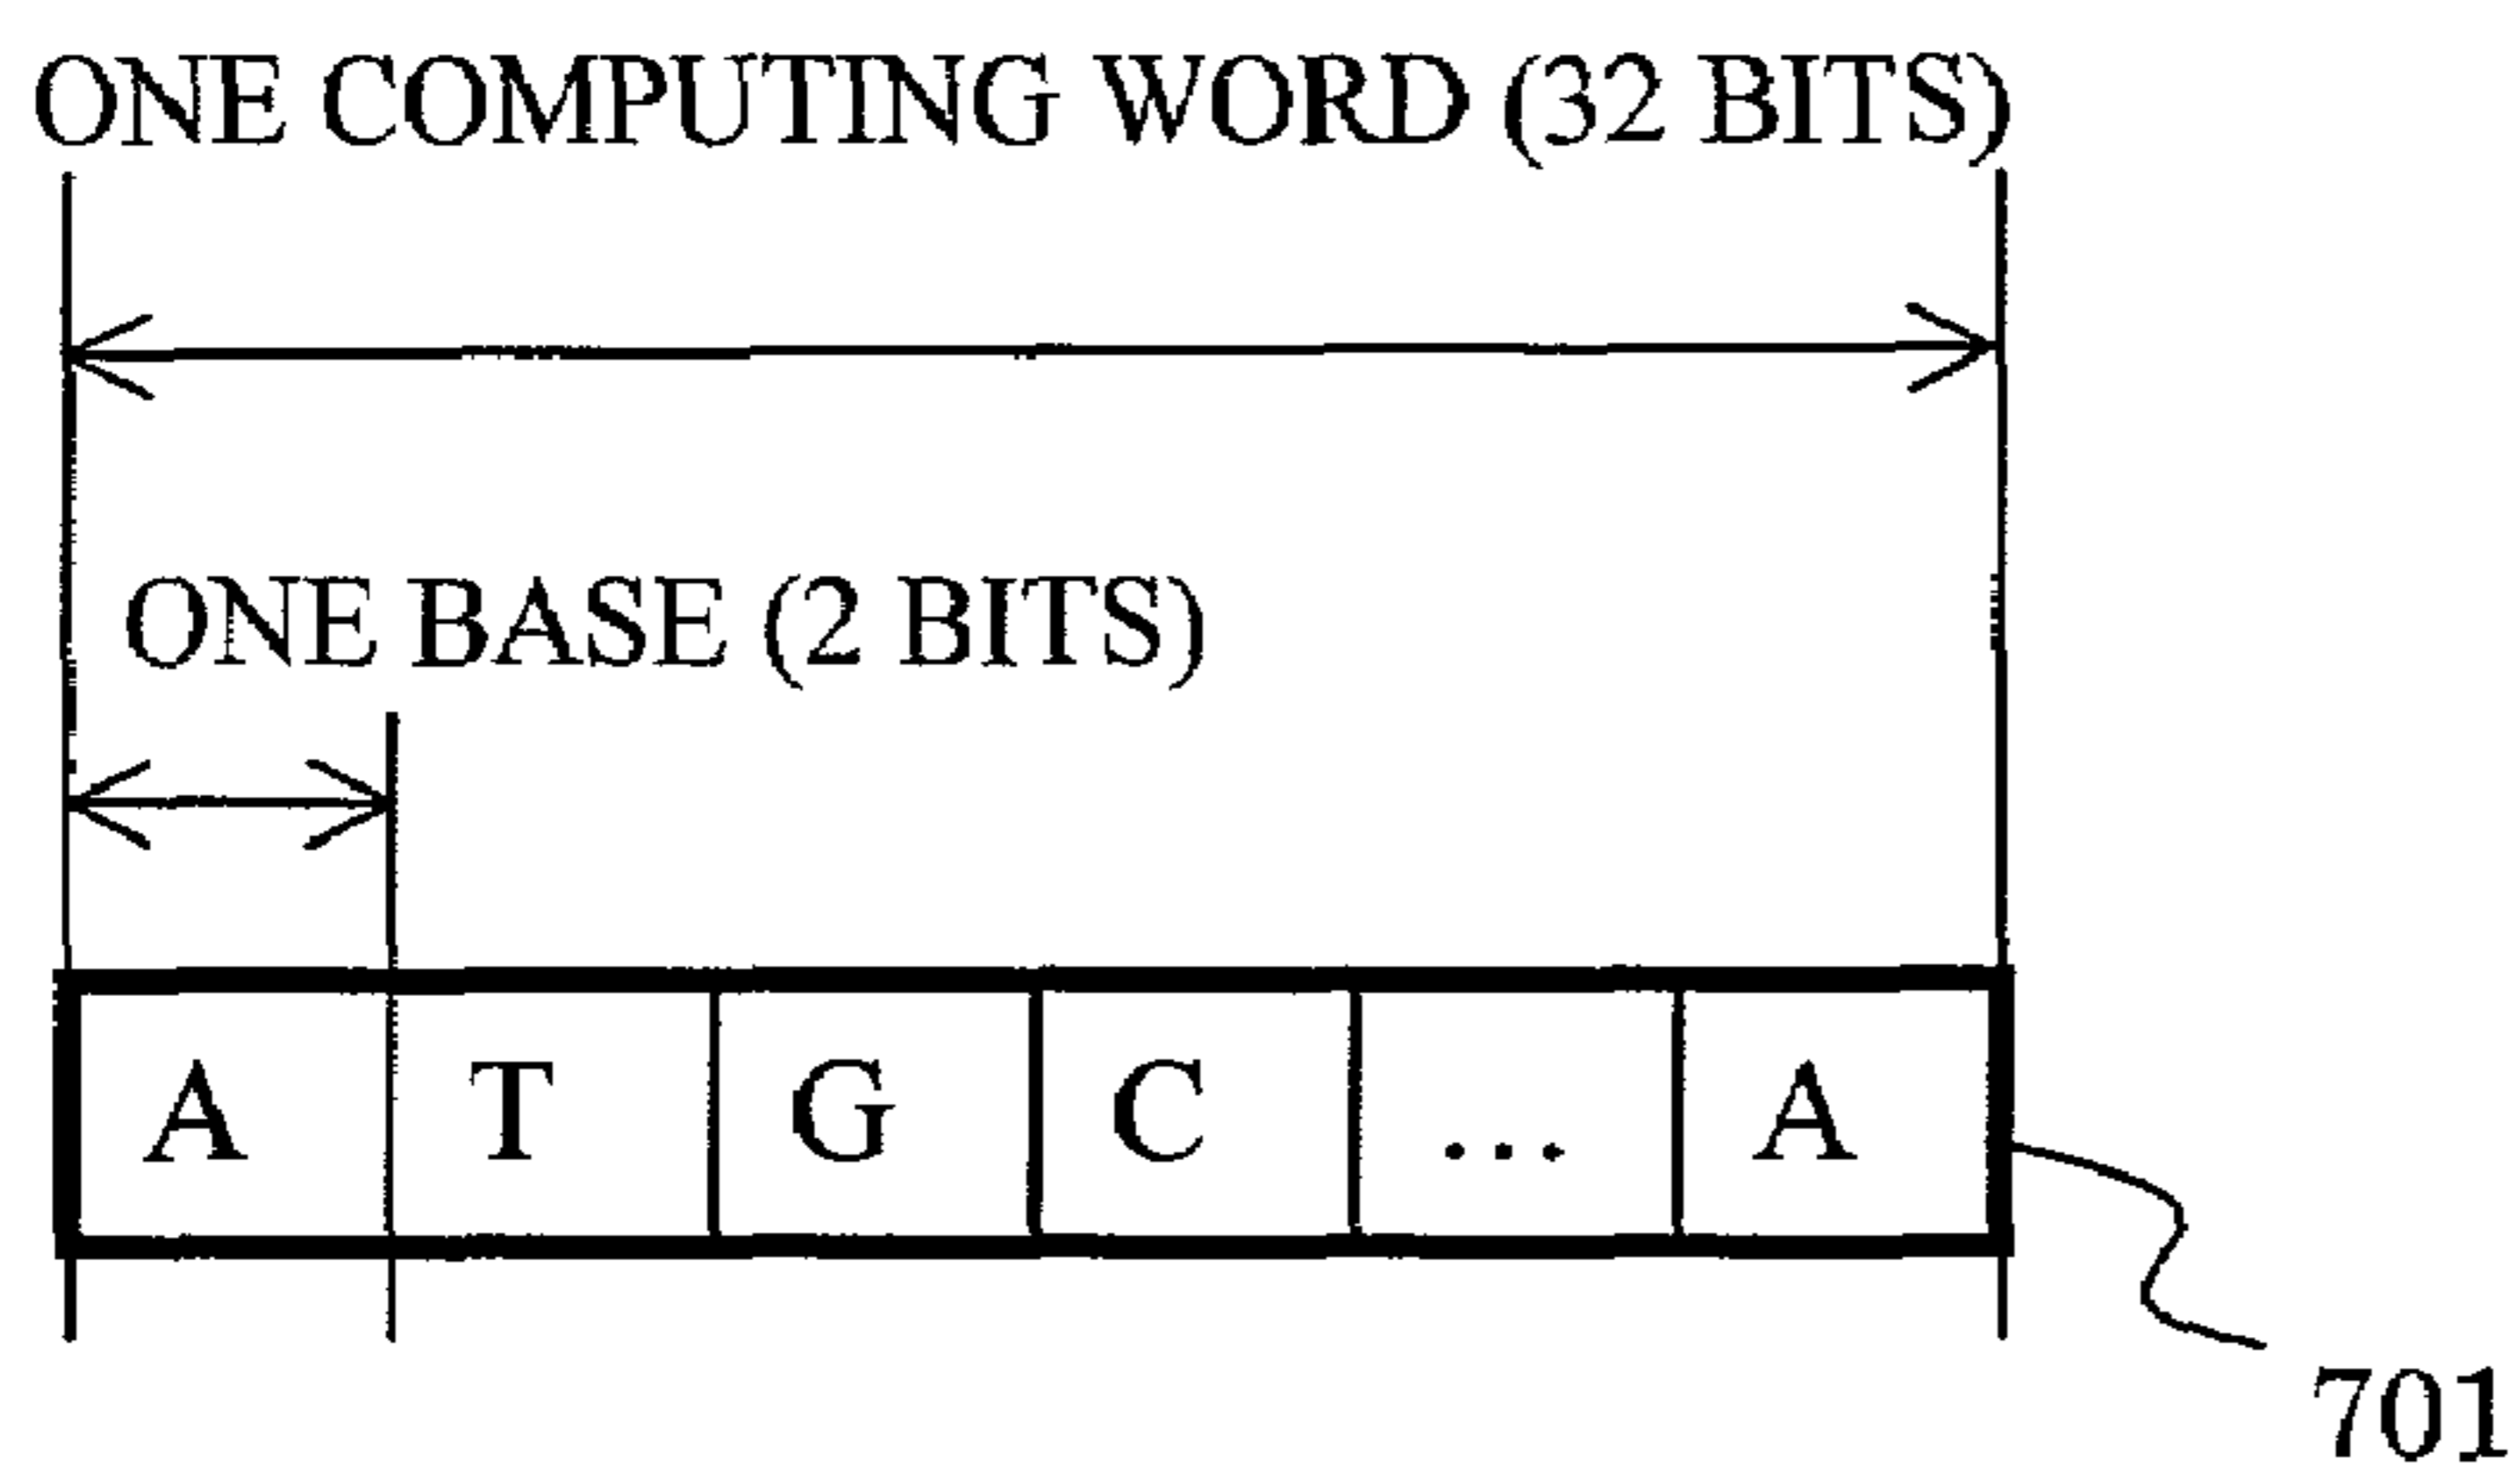 ONE COMPUTING WORD (32 BITS)
ONE BASE (2 BITS)
A T G C ... A
701